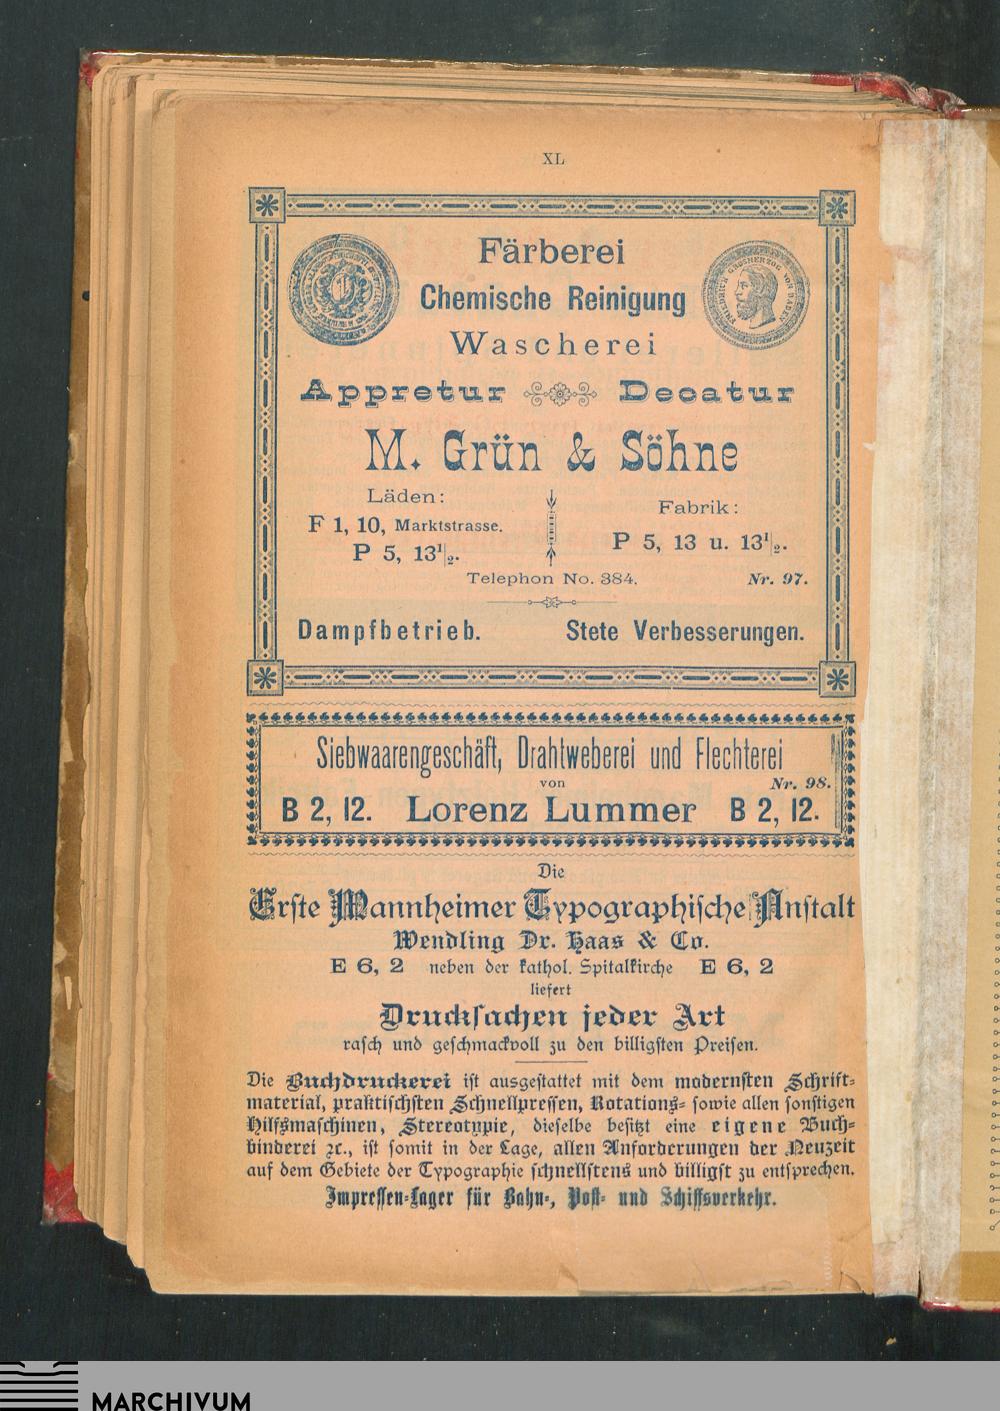 XL
Färberei
Chemische Reinigung
Wascherei
Appretur Decatur
FRIEDRICH GROSHERZOG VON BADEN
M. Grün & Söhne
Läden:
F 1, 10, Marktstrasse.
P 5, 13½.
Fabrik:
P 5, 13 u. 13½.
Telephon No. 384.
Nr. 97.
Dampfbetrieb. Stete Verbesserungen.
Siebwaarengeschäft, Drahtweberei und Flechterei
von
Nr. 98.
B 2, 12. Lorenz Lummer B 2, 12.
Die
Erste Mannheimer Typographische Anstalt
Wendling Dr. Haas & Co.
E 6, 2 neben der kathol. Spitalkirche E 6, 2
liefert
Drucksachen jeder Art
rasch und geschmackvoll zu den billigsten Preisen.
Die Buchdruckerei ist ausgestattet mit dem modernsten Schrift-
material, praktischsten Schnellpressen, Rotations- sowie allen sonstigen
Hilfsmaschinen, Stereotypie, dieselbe besitzt eine eigene Buch-
binderei ꝛc., ist somit in der Lage, allen Anforderungen der Neuzeit
auf dem Gebiete der Typographie schnellstens und billigst zu entsprechen.
Impressen-Lager für Bahn-, Post- und Schiffsverkehr.
MARCHIVUM